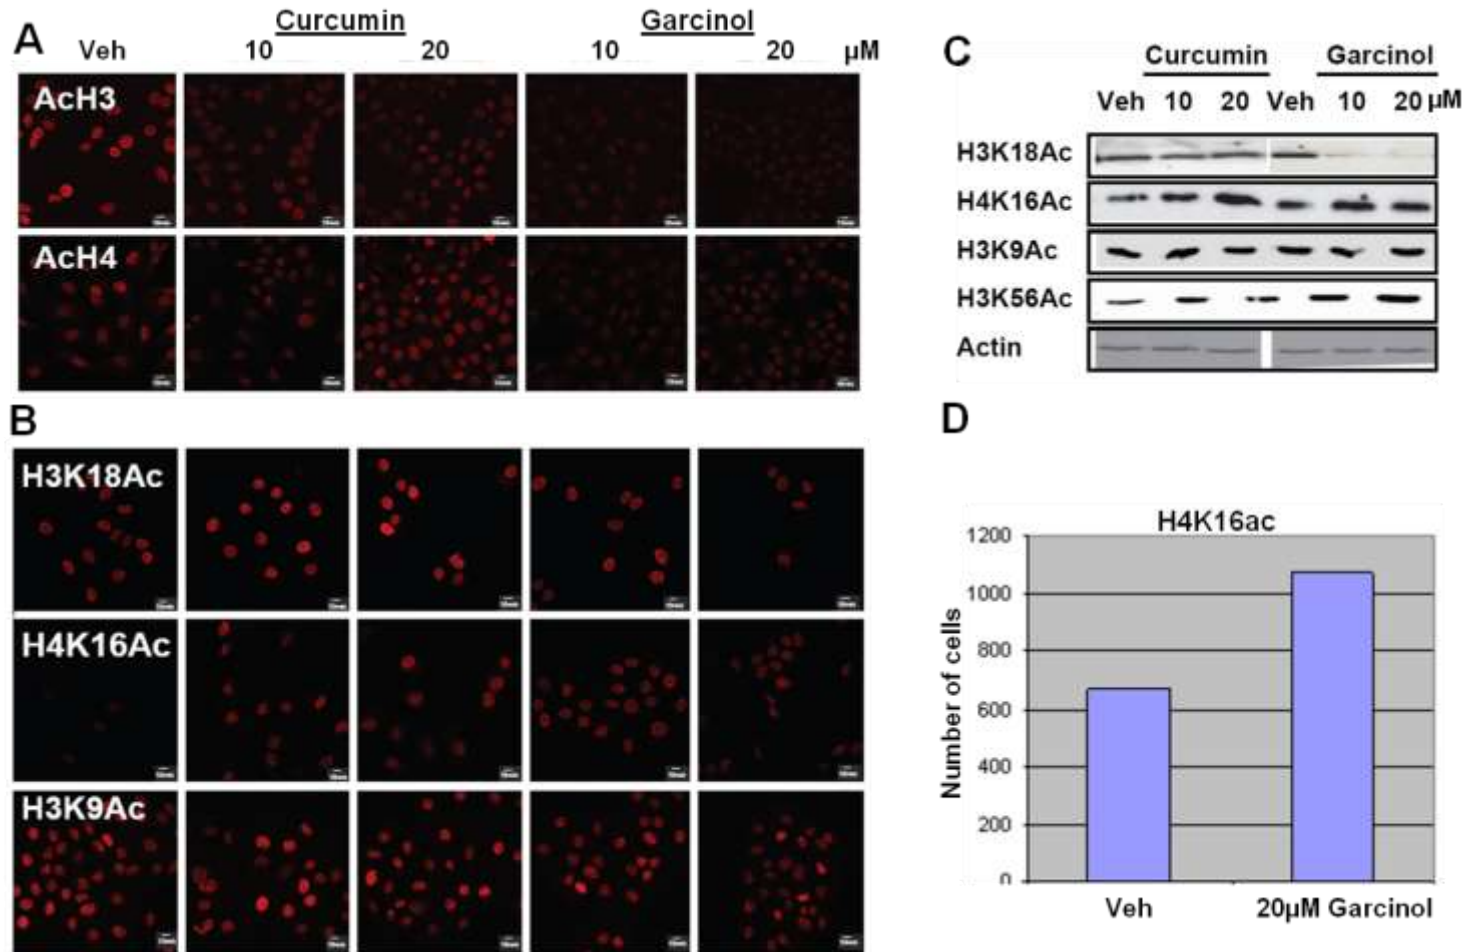 A
Curcumin
Garcinol
Veh
10
20
10
20
μM
AcH3
AcH4
B
H3K18Ac
H4K16Ac
H3K9Ac
C
Curcumin
Garcinol
Veh 10 20 Veh 10 20 μM
H3K18Ac
H4K16Ac
H3K9Ac
H3K56Ac
Actin
D
H4K16ac
1200
1000
800
600
400
200
0
Number of cells
Veh
20μM Garcinol